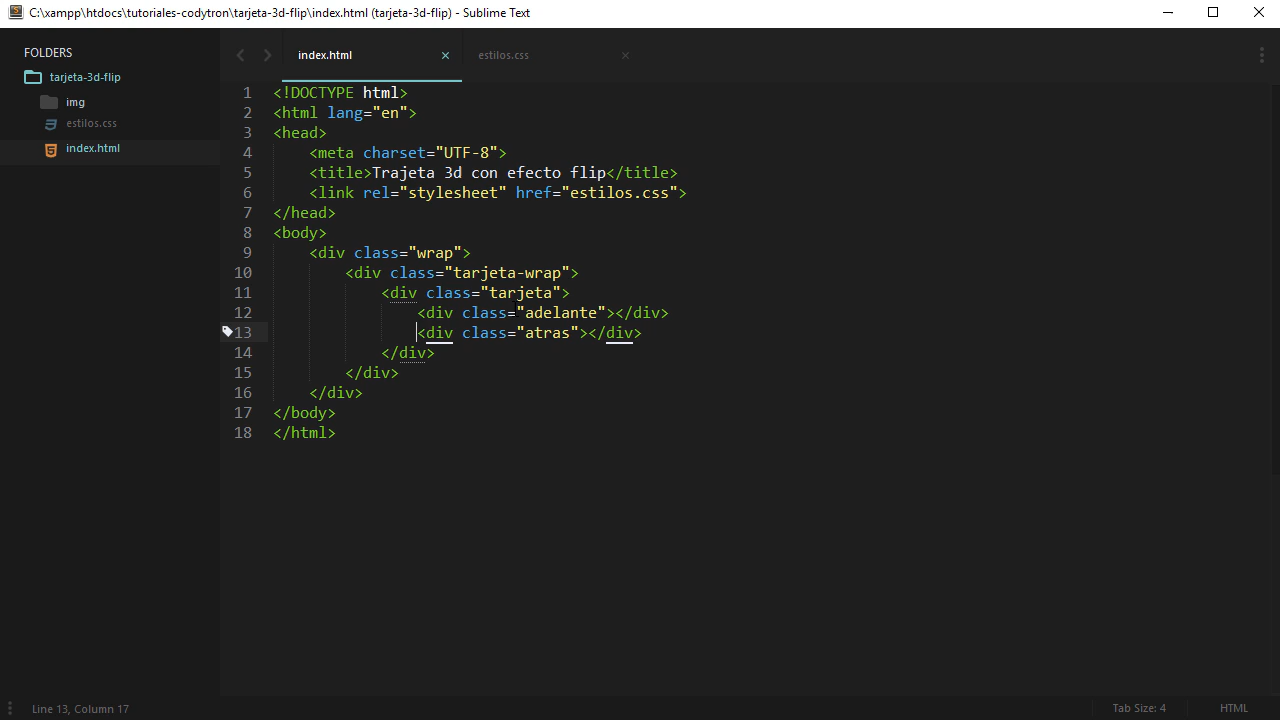 C:\xampp\htdocs\tutoriales-codytron\tarjeta-3d-flip\index.html (tarjeta-3d-flip) - Sublime Text
FOLDERS
tarjeta-3d-flip
img
estilos.css
index.html
index.html
estilos.css
1 <!DOCTYPE html>
2 <html lang="en">
3 <head>
4 <meta charset="UTF-8">
5 <title>Trajeta 3d con efecto flip</title>
6 <link rel="stylesheet" href="estilos.css">
7 </head>
8 <body>
9 <div class="wrap">
10 <div class="tarjeta-wrap">
11 <div class="tarjeta">
12 <div class="adelante"></div>
13 <div class="atras"></div>
14 </div>
15 </div>
16 </div>
17 </body>
18 </html>
Line 13, Column 17
Tab Size: 4
HTML